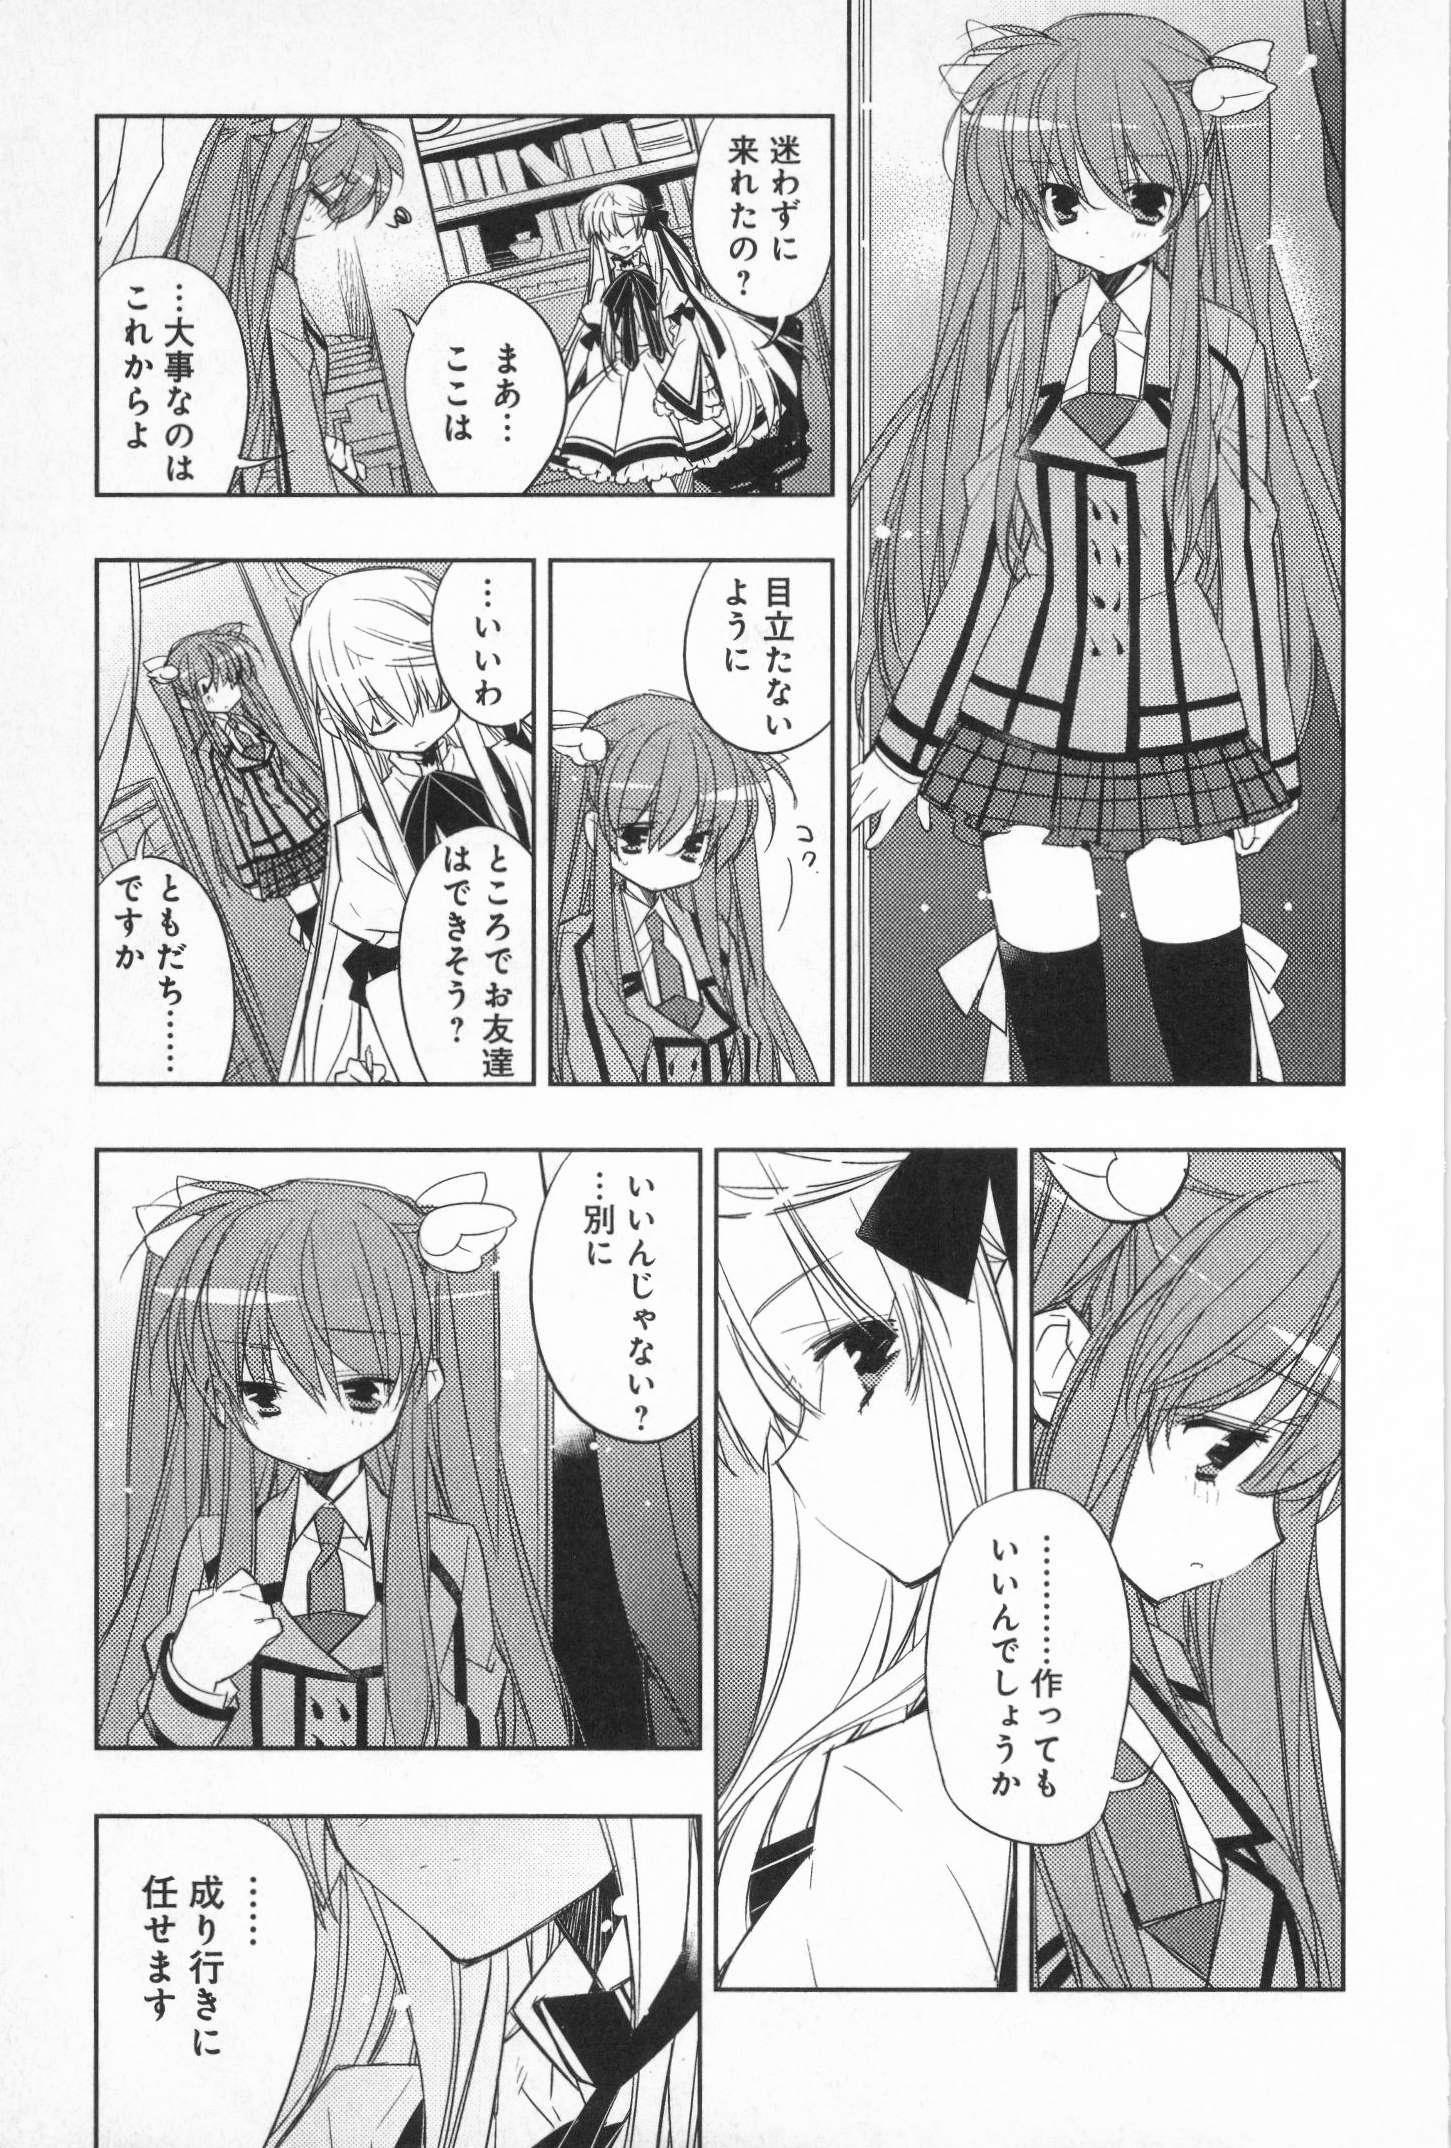 迷わずに
来れたの？
まあ…
ここは
…大事なのは
これからよ
目立たない
ように
…いいわ
ところでお友達
はできそう？
ともだち……
ですか
…………作っても
いいんでしょうか
いいんじゃない？
…別に
……
成り行きに
任せます
コク